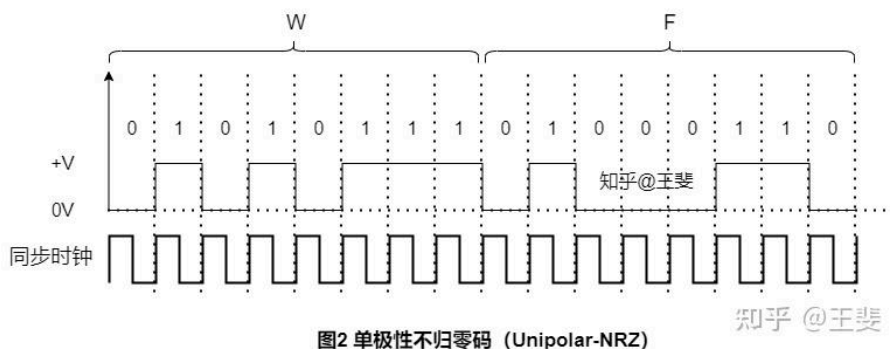 W F
0 1 0 1 0 1 1 1 0 1 0 0 0 1 1 0
+V
知乎@王斐
0V
同步时钟
知乎 @王斐
图2 单极性不归零码（Unipolar-NRZ）